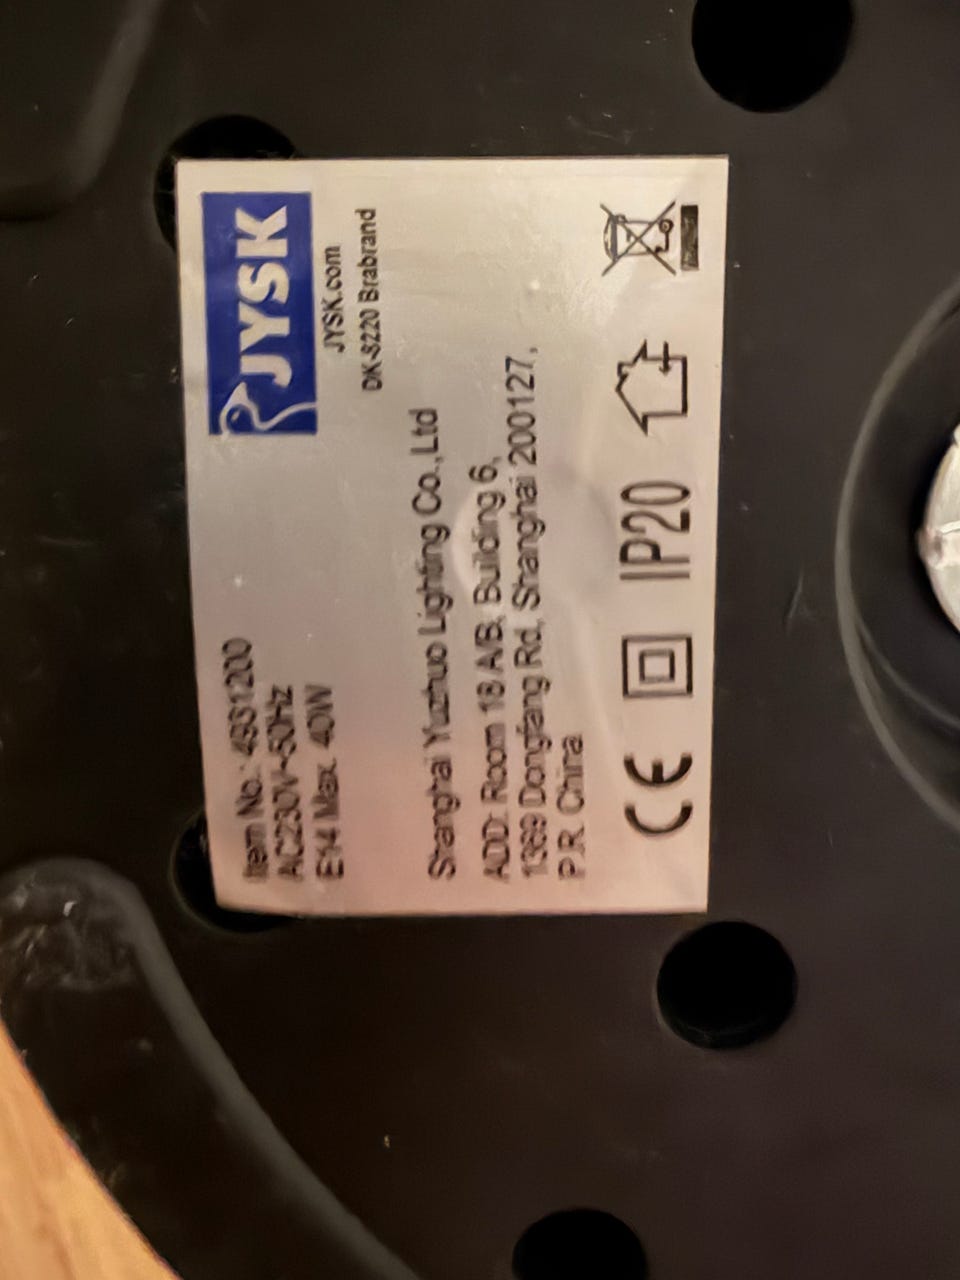 JYSK
JYSK.com
DK-8220 Brabrand
Item No.: 4931200
AC230V~50Hz
E14 Max. 40W
Shanghai Yuzhuo Lighting Co.,Ltd
ADD: Room 18 A/B, Building 6,
1369 Dongfang Rd, Shanghai 200127,
P.R. China
CE IP20